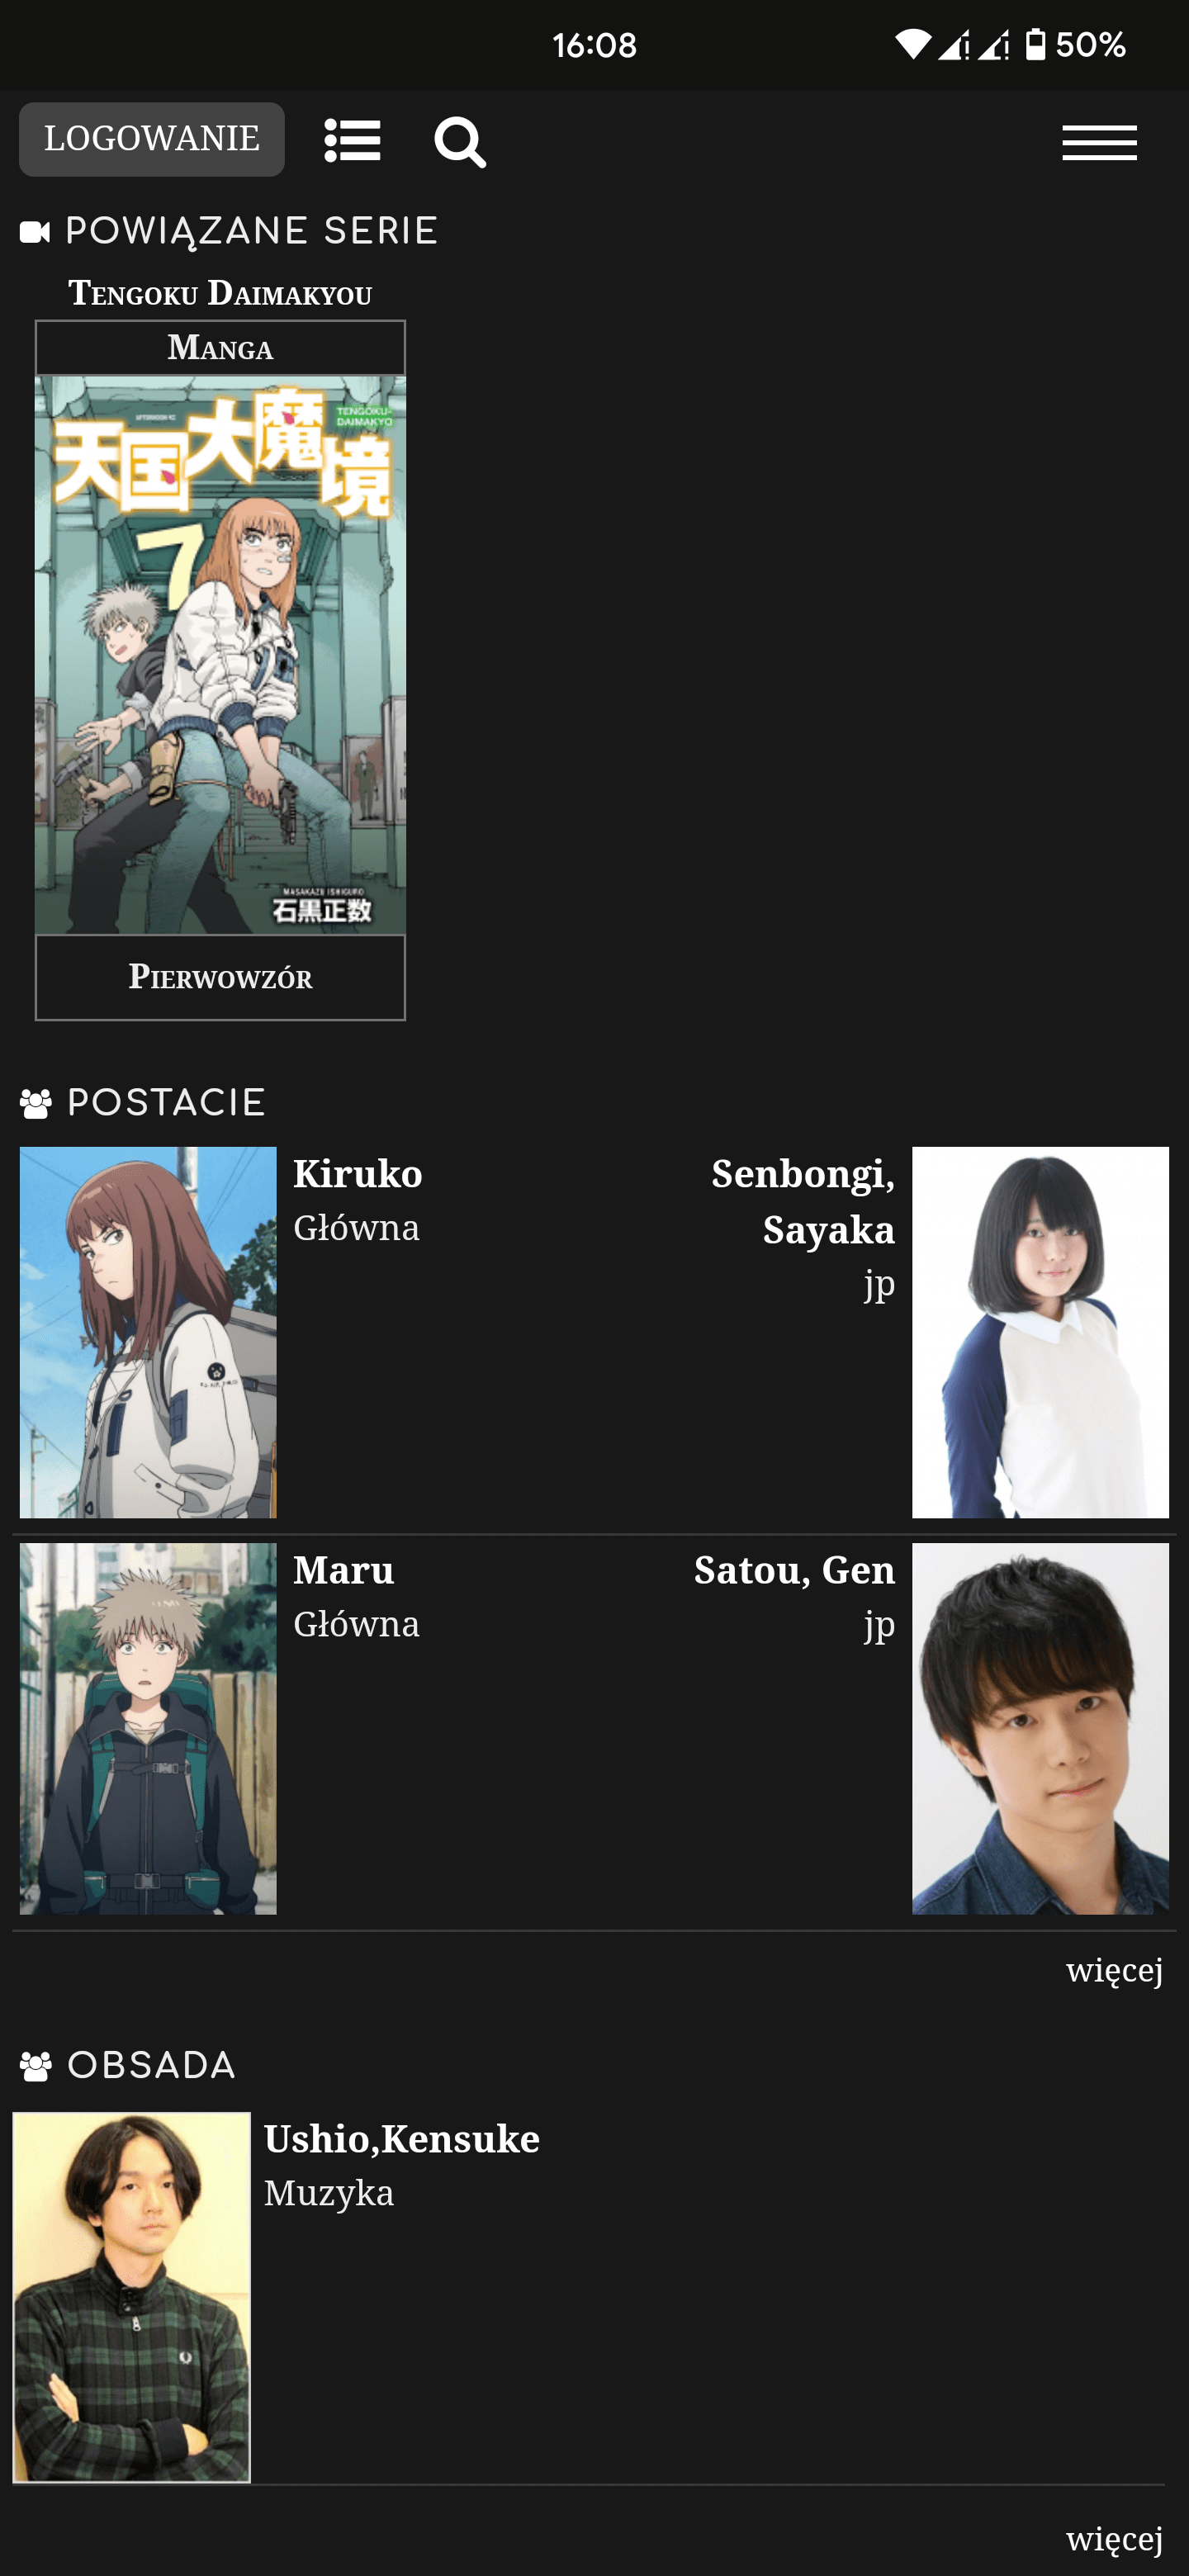 16:08
50%
LOGOWANIE
POWIĄZANE SERIE
Tengoku Daimakyou
Manga
天国大魔境
TENGOKU-
DAIMAKYO
7
MASAKAZU ISHIGURO
石黒正数
Pierwowzór
POSTACIE
Kiruko
Główna
Senbongi,
Sayaka
jp
Maru
Główna
Satou, Gen
jp
więcej
OBSADA
Ushio,Kensuke
Muzyka
więcej